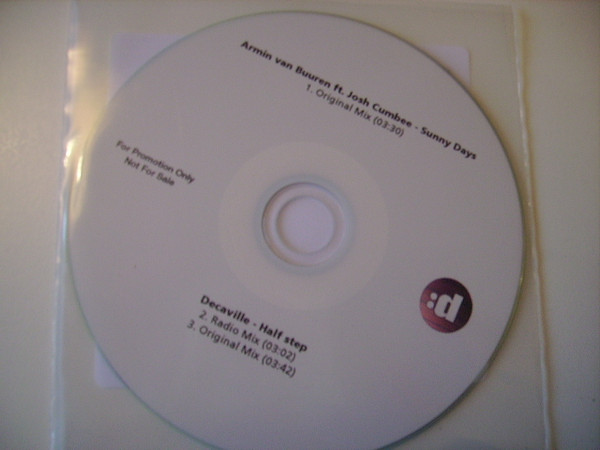 Armin van Buuren ft. Josh Cumbee - Sunny Days
1. Original Mix (03:30)
For Promotion Only
Not For Sale
:d
Decaville - Half step
2. Radio Mix (03:02)
3. Original Mix (03:42)